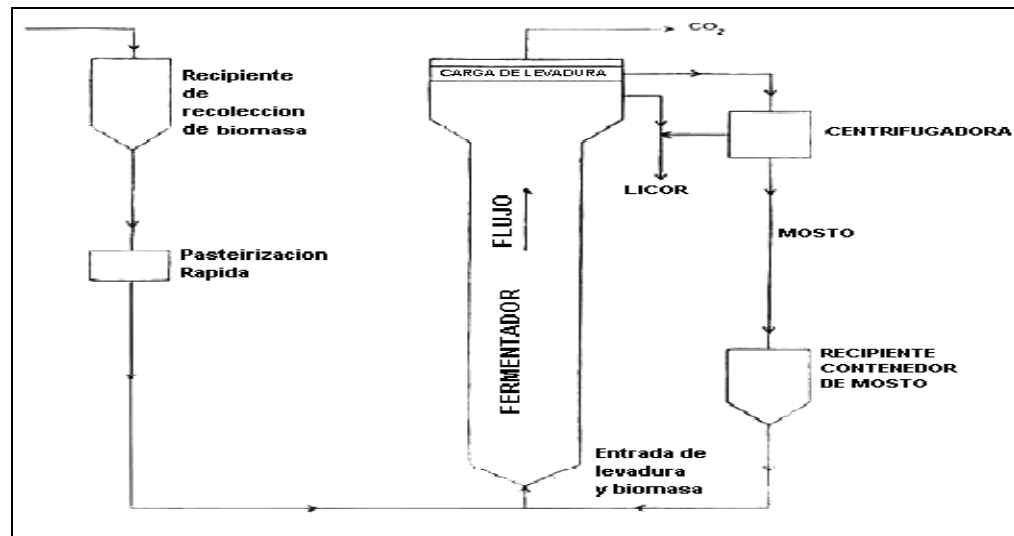 Recipiente
de
recoleccion
de biomasa
Pasteirizacion
Rapida
CO2
CARGA DE LEVADURA
FLUJO
FERMENTADOR
Entrada de
levadura
y biomasa
LICOR
CENTRIFUGADORA
MOSTO
RECIPIENTE
CONTENEDOR
DE MOSTO